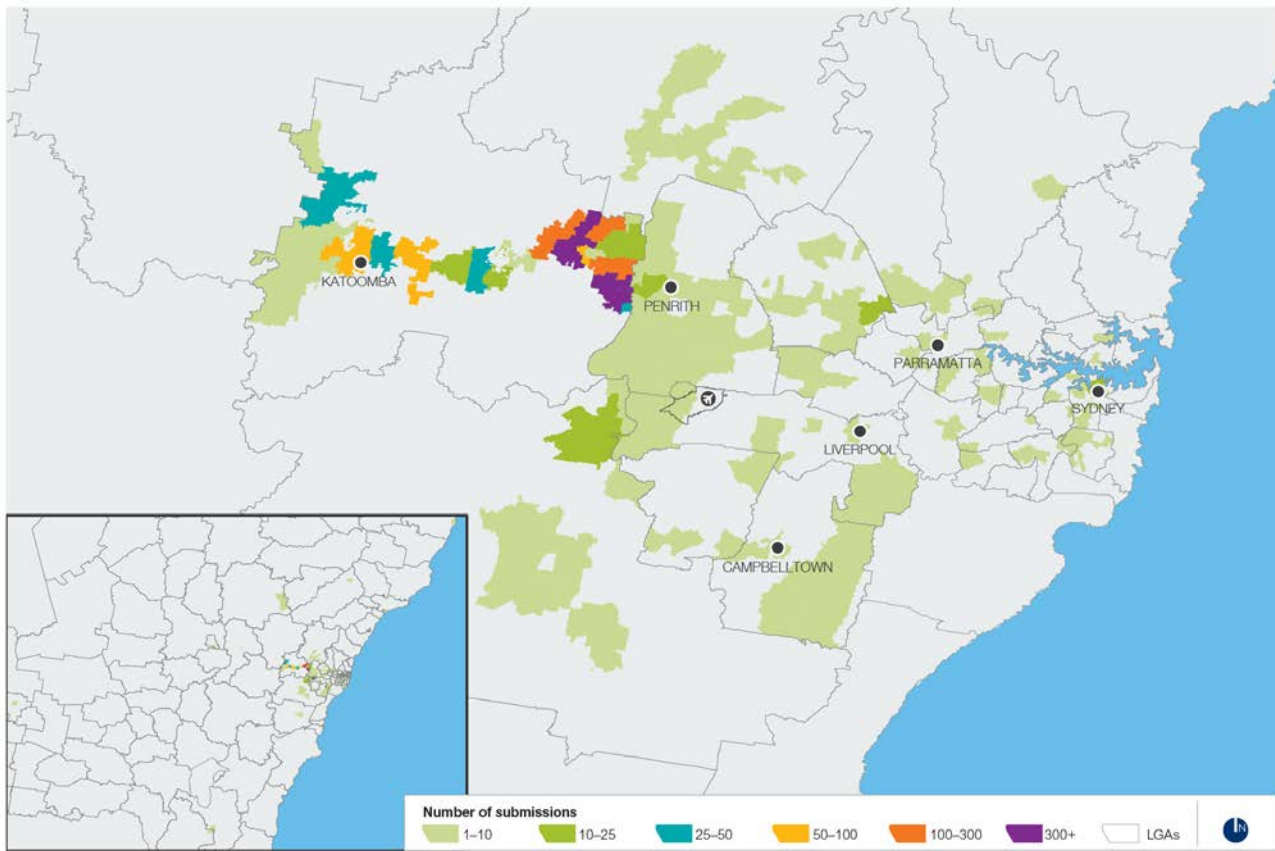 KATOOMBA
PENRITH
PARRAMATTA
SYDNEY
LIVERPOOL
CAMPBELLTOWN
Number of submissions
1–10
10–25
25–50
50–100
100–300
300+
LGAs
N